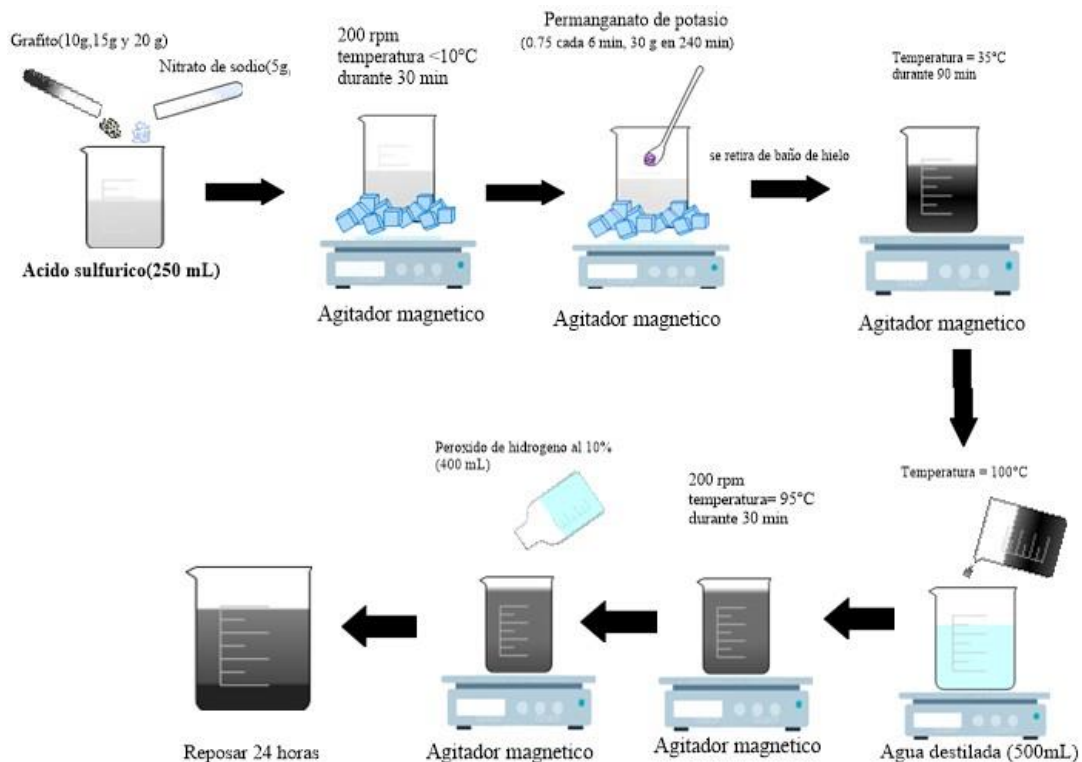 Grafito(10g,15g y 20 g)
Nitrato de sodio(5g,
Acido sulfurico(250 mL)
200 rpm
temperatura <10°C
durante 30 min
Agitador magnetico
Permanganato de potasio
(0.75 cada 6 min, 30 g en 240 min)
Agitador magnetico
se retira de baño de hielo
Temperatura = 35°C
durante 90 min
Agitador magnetico
Temperatura = 100°C
Agua destilada (500mL)
200 rpm
temperatura= 95°C
durante 30 min
Agitador magnetico
Peroxido de hidrogeno al 10%
(400 mL)
Agitador magnetico
Reposar 24 horas